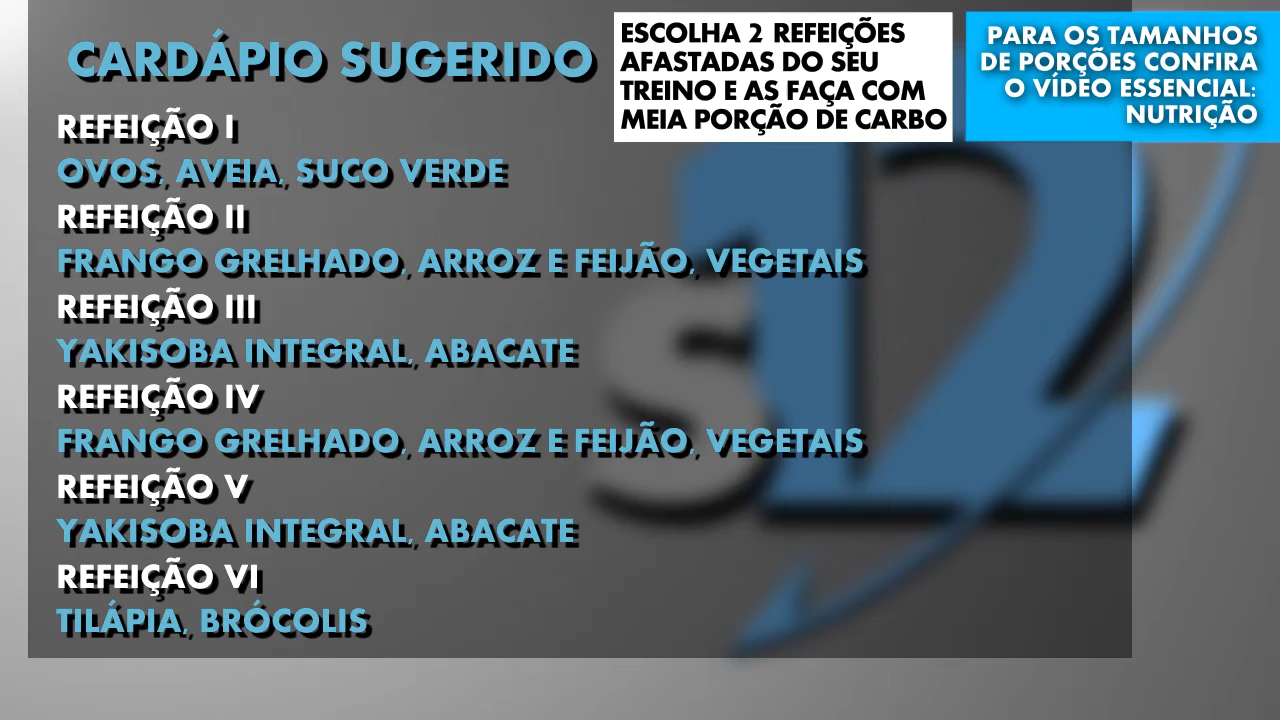 CARDÁPIO SUGERIDO
ESCOLHA 2 REFEIÇÕES
AFASTADAS DO SEU
TREINO E AS FAÇA COM
MEIA PORÇÃO DE CARBO
PARA OS TAMANHOS
DE PORÇÕES CONFIRA
O VÍDEO ESSENCIAL:
NUTRIÇÃO
REFEIÇÃO I
OVOS, AVEIA, SUCO VERDE
REFEIÇÃO II
FRANGO GRELHADO, ARROZ E FEIJÃO, VEGETAIS
REFEIÇÃO III
YAKISOBA INTEGRAL, ABACATE
REFEIÇÃO IV
FRANGO GRELHADO, ARROZ E FEIJÃO, VEGETAIS
REFEIÇÃO V
YAKISOBA INTEGRAL, ABACATE
REFEIÇÃO VI
TILÁPIA, BRÓCOLIS
s12